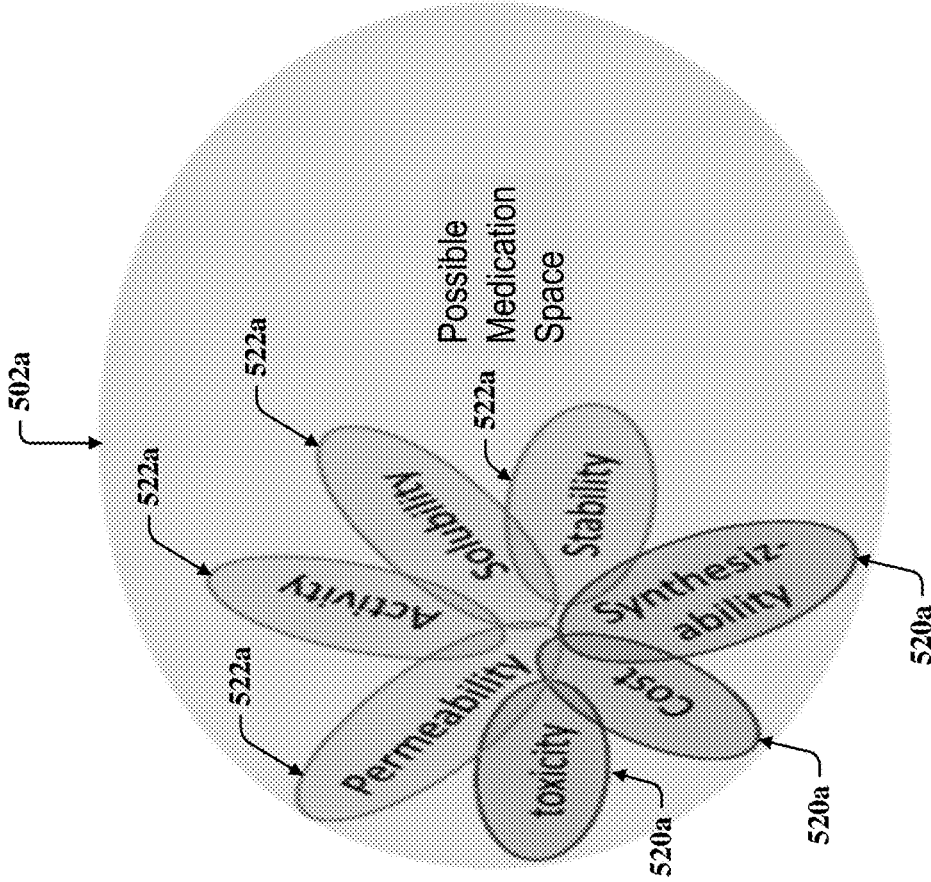 502a
522a
522a
522a
522a
Permeability
Activity
Solubility
Stability
Possible
Medication
Space
toxicity
Cost
Synthesiz-
ability
520a
520a
520a